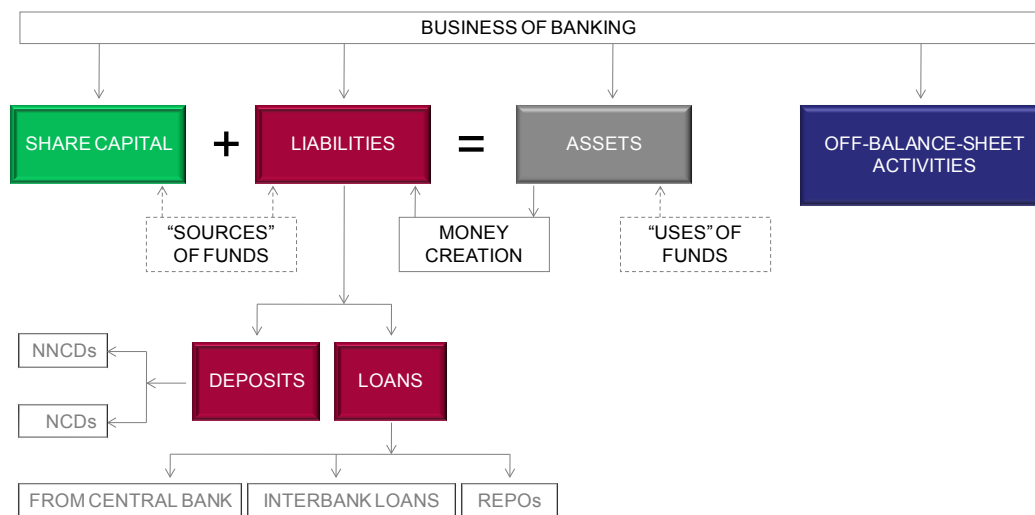 BUSINESS OF BANKING
SHARE CAPITAL
+
LIABILITIES
=
ASSETS
OFF-BALANCE-SHEET
ACTIVITIES
“SOURCES”
OF FUNDS
MONEY
CREATION
“USES” OF
FUNDS
NNCDs
DEPOSITS
LOANS
NCDs
FROM CENTRAL BANK
INTERBANK LOANS
REPOs